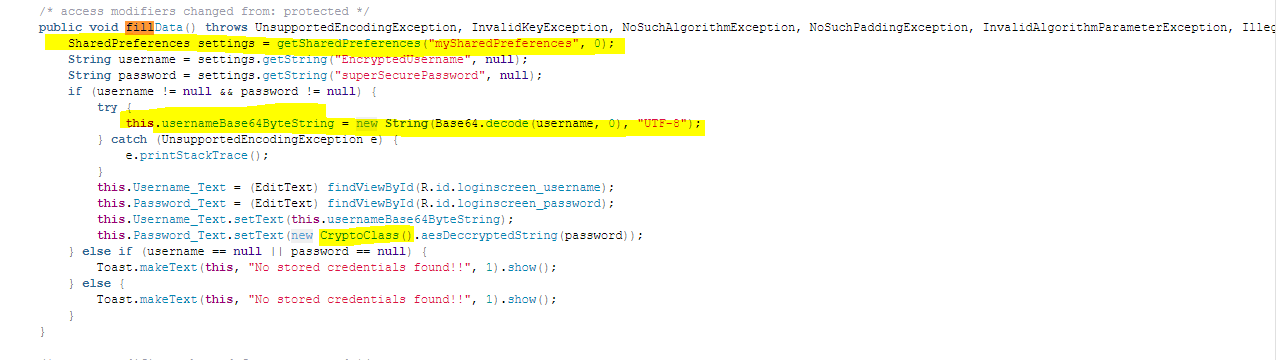 /* access modifiers changed from: protected */
public void fillData() throws UnsupportedEncodingException, InvalidKeyException, NoSuchAlgorithmException, NoSuchPaddingException, InvalidAlgorithmParameterException, Illeg
SharedPreferences settings = getSharedPreferences("mySharedPreferences", 0);
String username = settings.getString("EncryptedUsername", null);
String password = settings.getString("superSecurePassword", null);
if (username != null && password != null) {
try {
this.usernameBase64ByteString = new String(Base64.decode(username, 0), "UTF-8");
} catch (UnsupportedEncodingException e) {
e.printStackTrace();
}
this.Username_Text = (EditText) findViewById(R.id.loginscreen_username);
this.Password_Text = (EditText) findViewById(R.id.loginscreen_password);
this.Username_Text.setText(this.usernameBase64ByteString);
this.Password_Text.setText(new CryptoClass().aesDeccryptedString(password));
} else if (username == null || password == null) {
Toast.makeText(this, "No stored credentials found!!", 1).show();
} else {
Toast.makeText(this, "No stored credentials found!!", 1).show();
}
}